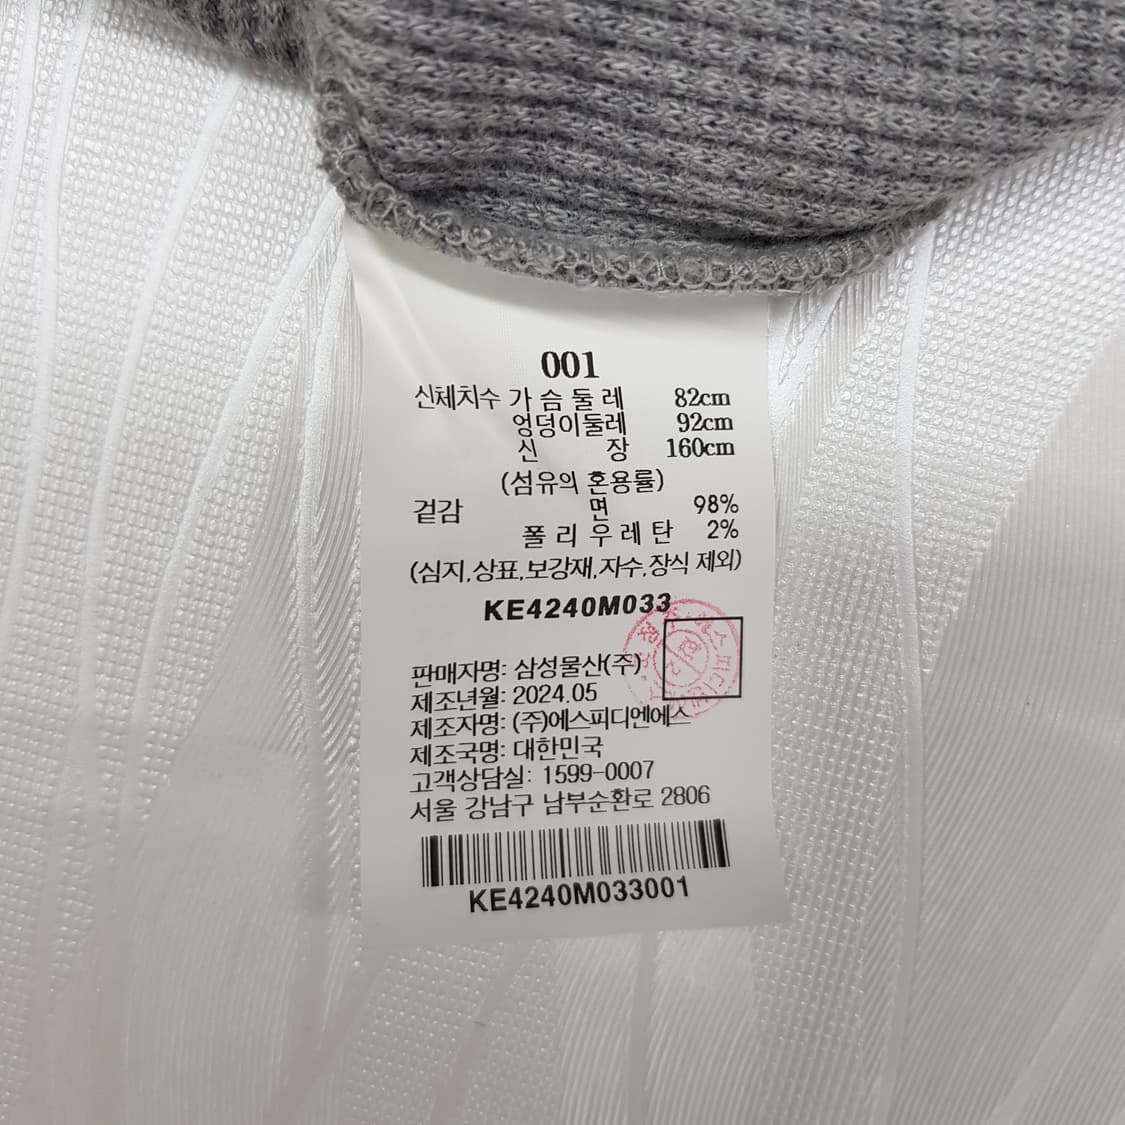 001
신체치수 가슴둘레 82cm
엉덩이둘레 92cm
신 장 160cm
(섬유의 혼용률)
겉감 면 98%
폴리우레탄 2%
(심지,상표,보강재,자수,장식 제외)
KE4240M033
판매자명: 삼성물산(주)
제조년월: 2024.05
제조자명: (주)에스피디엔에스
제조국명: 대한민국
고객상담실: 1599-0007
서울 강남구 남부순환로 2806
KE4240M033001